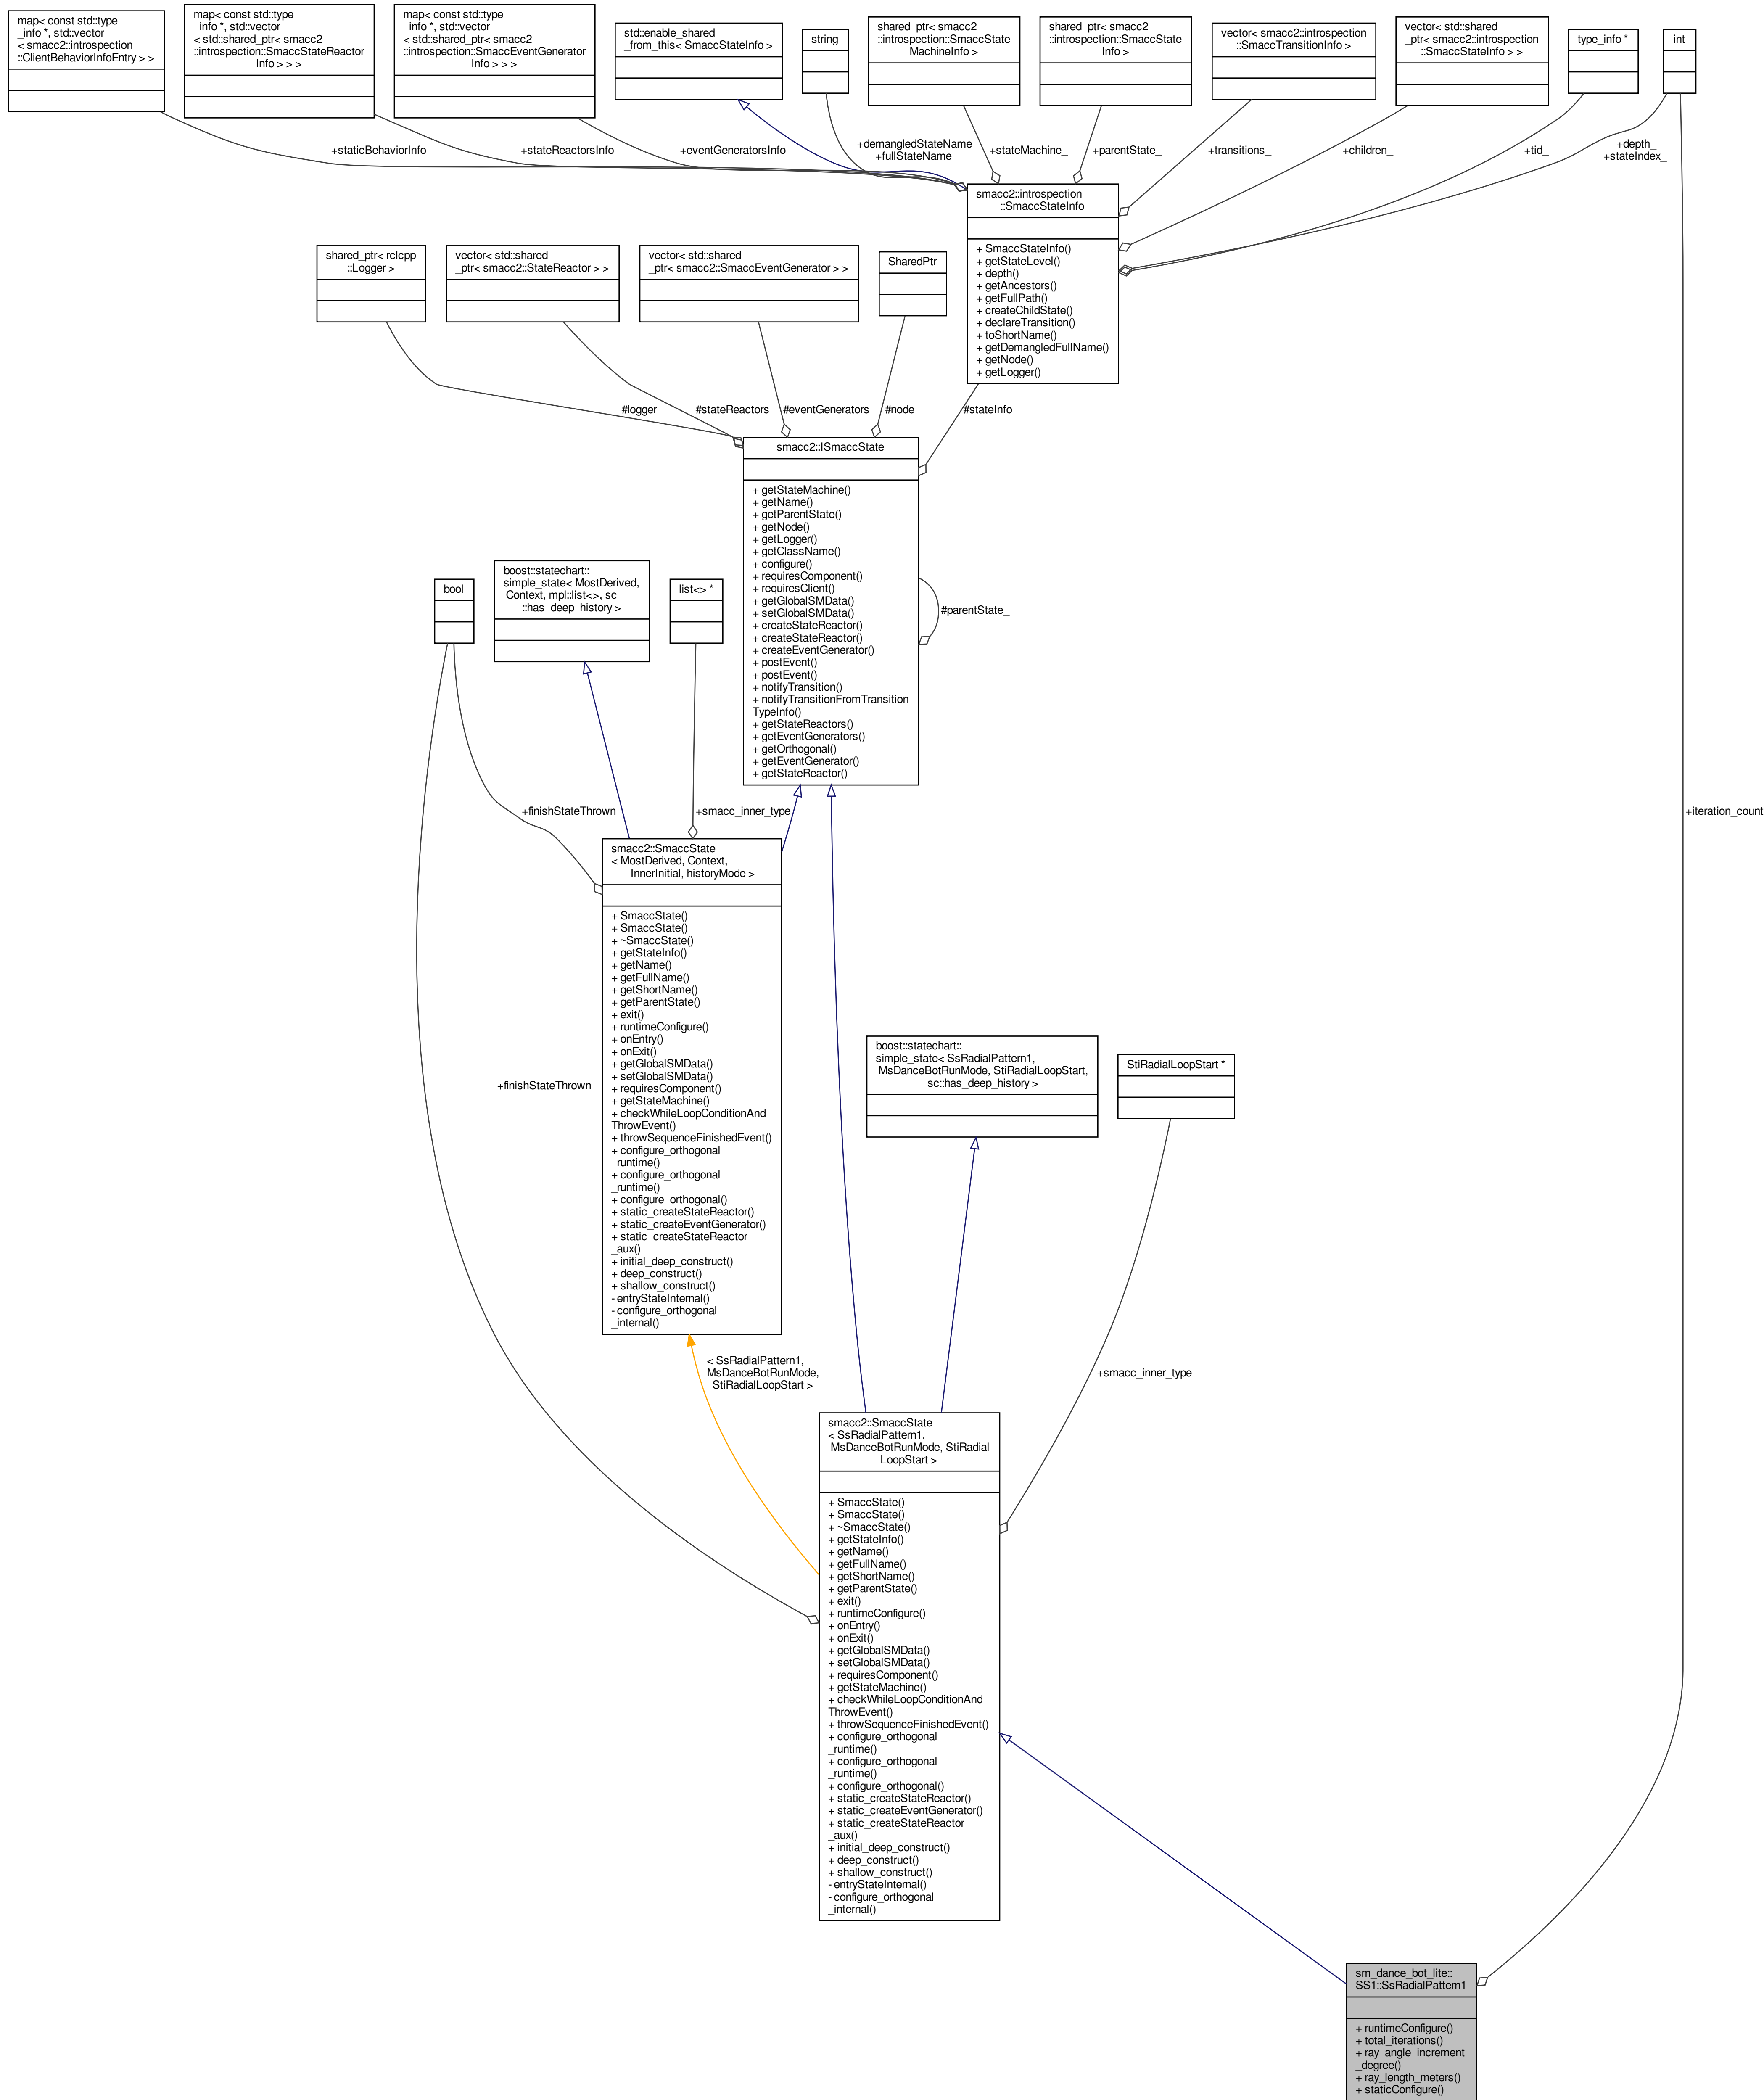 map< const std::type
_info *, std::vector
< smacc2::introspection
::ClientBehaviorInfoEntry > >
map< const std::type
_info *, std::vector
< std::shared_ptr< smacc2
::introspection::SmaccStateReactor
Info > > >
map< const std::type
_info *, std::vector
< std::shared_ptr< smacc2
::introspection::SmaccEventGenerator
Info > > >
std::enable_shared
_from_this< SmaccStateInfo >
string
shared_ptr< smacc2
::introspection::SmaccState
MachineInfo >
shared_ptr< smacc2
::introspection::SmaccState
Info >
vector< smacc2::introspection
::SmaccTransitionInfo >
vector< std::shared
_ptr< smacc2::introspection
::SmaccStateInfo > >
type_info *
int
+staticBehaviorInfo
+stateReactorsInfo
+eventGeneratorsInfo
+demangledStateName
+fullStateName
+stateMachine_
+parentState_
+transitions_
+children_
+tid_
+depth_
+stateIndex_
smacc2::introspection
::SmaccStateInfo
+ SmaccStateInfo()
+ getStateLevel()
+ depth()
+ getAncestors()
+ getFullPath()
+ createChildState()
+ declareTransition()
+ toShortName()
+ getDemangledFullName()
+ getNode()
+ getLogger()
shared_ptr< rclcpp
::Logger >
vector< std::shared
_ptr< smacc2::StateReactor > >
vector< std::shared
_ptr< smacc2::SmaccEventGenerator > >
SharedPtr
#logger_
#stateReactors_
#eventGenerators_
#node_
#stateInfo_
smacc2::ISmaccState
+ getStateMachine()
+ getName()
+ getParentState()
+ getNode()
+ getLogger()
+ getClassName()
+ configure()
+ requiresComponent()
+ requiresClient()
+ getGlobalSMData()
+ setGlobalSMData()
+ createStateReactor()
+ createStateReactor()
+ createEventGenerator()
+ postEvent()
+ postEvent()
+ notifyTransition()
+ notifyTransitionFromTransition
TypeInfo()
+ getStateReactors()
+ getEventGenerators()
+ getOrthogonal()
+ getEventGenerator()
+ getStateReactor()
#parentState_
bool
boost::statechart::
simple_state< MostDerived,
Context, mpl::list<>, sc
::has_deep_history >
list<> *
+finishStateThrown
+smacc_inner_type
+iteration_count
smacc2::SmaccState
< MostDerived, Context,
InnerInitial, historyMode >
+ SmaccState()
+ SmaccState()
+ ~SmaccState()
+ getStateInfo()
+ getName()
+ getFullName()
+ getShortName()
+ getParentState()
+ exit()
+ runtimeConfigure()
+ onEntry()
+ onExit()
+ getGlobalSMData()
+ setGlobalSMData()
+ requiresComponent()
+ getStateMachine()
+ checkWhileLoopConditionAnd
ThrowEvent()
+ throwSequenceFinishedEvent()
+ configure_orthogonal
_runtime()
+ configure_orthogonal
_runtime()
+ configure_orthogonal()
+ static_createStateReactor()
+ static_createEventGenerator()
+ static_createStateReactor
_aux()
+ initial_deep_construct()
+ deep_construct()
+ shallow_construct()
- entryStateInternal()
- configure_orthogonal
_internal()
+finishStateThrown
boost::statechart::
simple_state< SsRadialPattern1,
MsDanceBotRunMode, StiRadialLoopStart,
sc::has_deep_history >
StiRadialLoopStart *
< SsRadialPattern1,
MsDanceBotRunMode,
StiRadialLoopStart >
+smacc_inner_type
smacc2::SmaccState
< SsRadialPattern1,
MsDanceBotRunMode, StiRadial
LoopStart >
+ SmaccState()
+ SmaccState()
+ ~SmaccState()
+ getStateInfo()
+ getName()
+ getFullName()
+ getShortName()
+ getParentState()
+ exit()
+ runtimeConfigure()
+ onEntry()
+ onExit()
+ getGlobalSMData()
+ setGlobalSMData()
+ requiresComponent()
+ getStateMachine()
+ checkWhileLoopConditionAnd
ThrowEvent()
+ throwSequenceFinishedEvent()
+ configure_orthogonal
_runtime()
+ configure_orthogonal
_runtime()
+ configure_orthogonal()
+ static_createStateReactor()
+ static_createEventGenerator()
+ static_createStateReactor
_aux()
+ initial_deep_construct()
+ deep_construct()
+ shallow_construct()
- entryStateInternal()
- configure_orthogonal
_internal()
sm_dance_bot_lite::
SS1::SsRadialPattern1
+ runtimeConfigure()
+ total_iterations()
+ ray_angle_increment
_degree()
+ ray_length_meters()
+ staticConfigure()